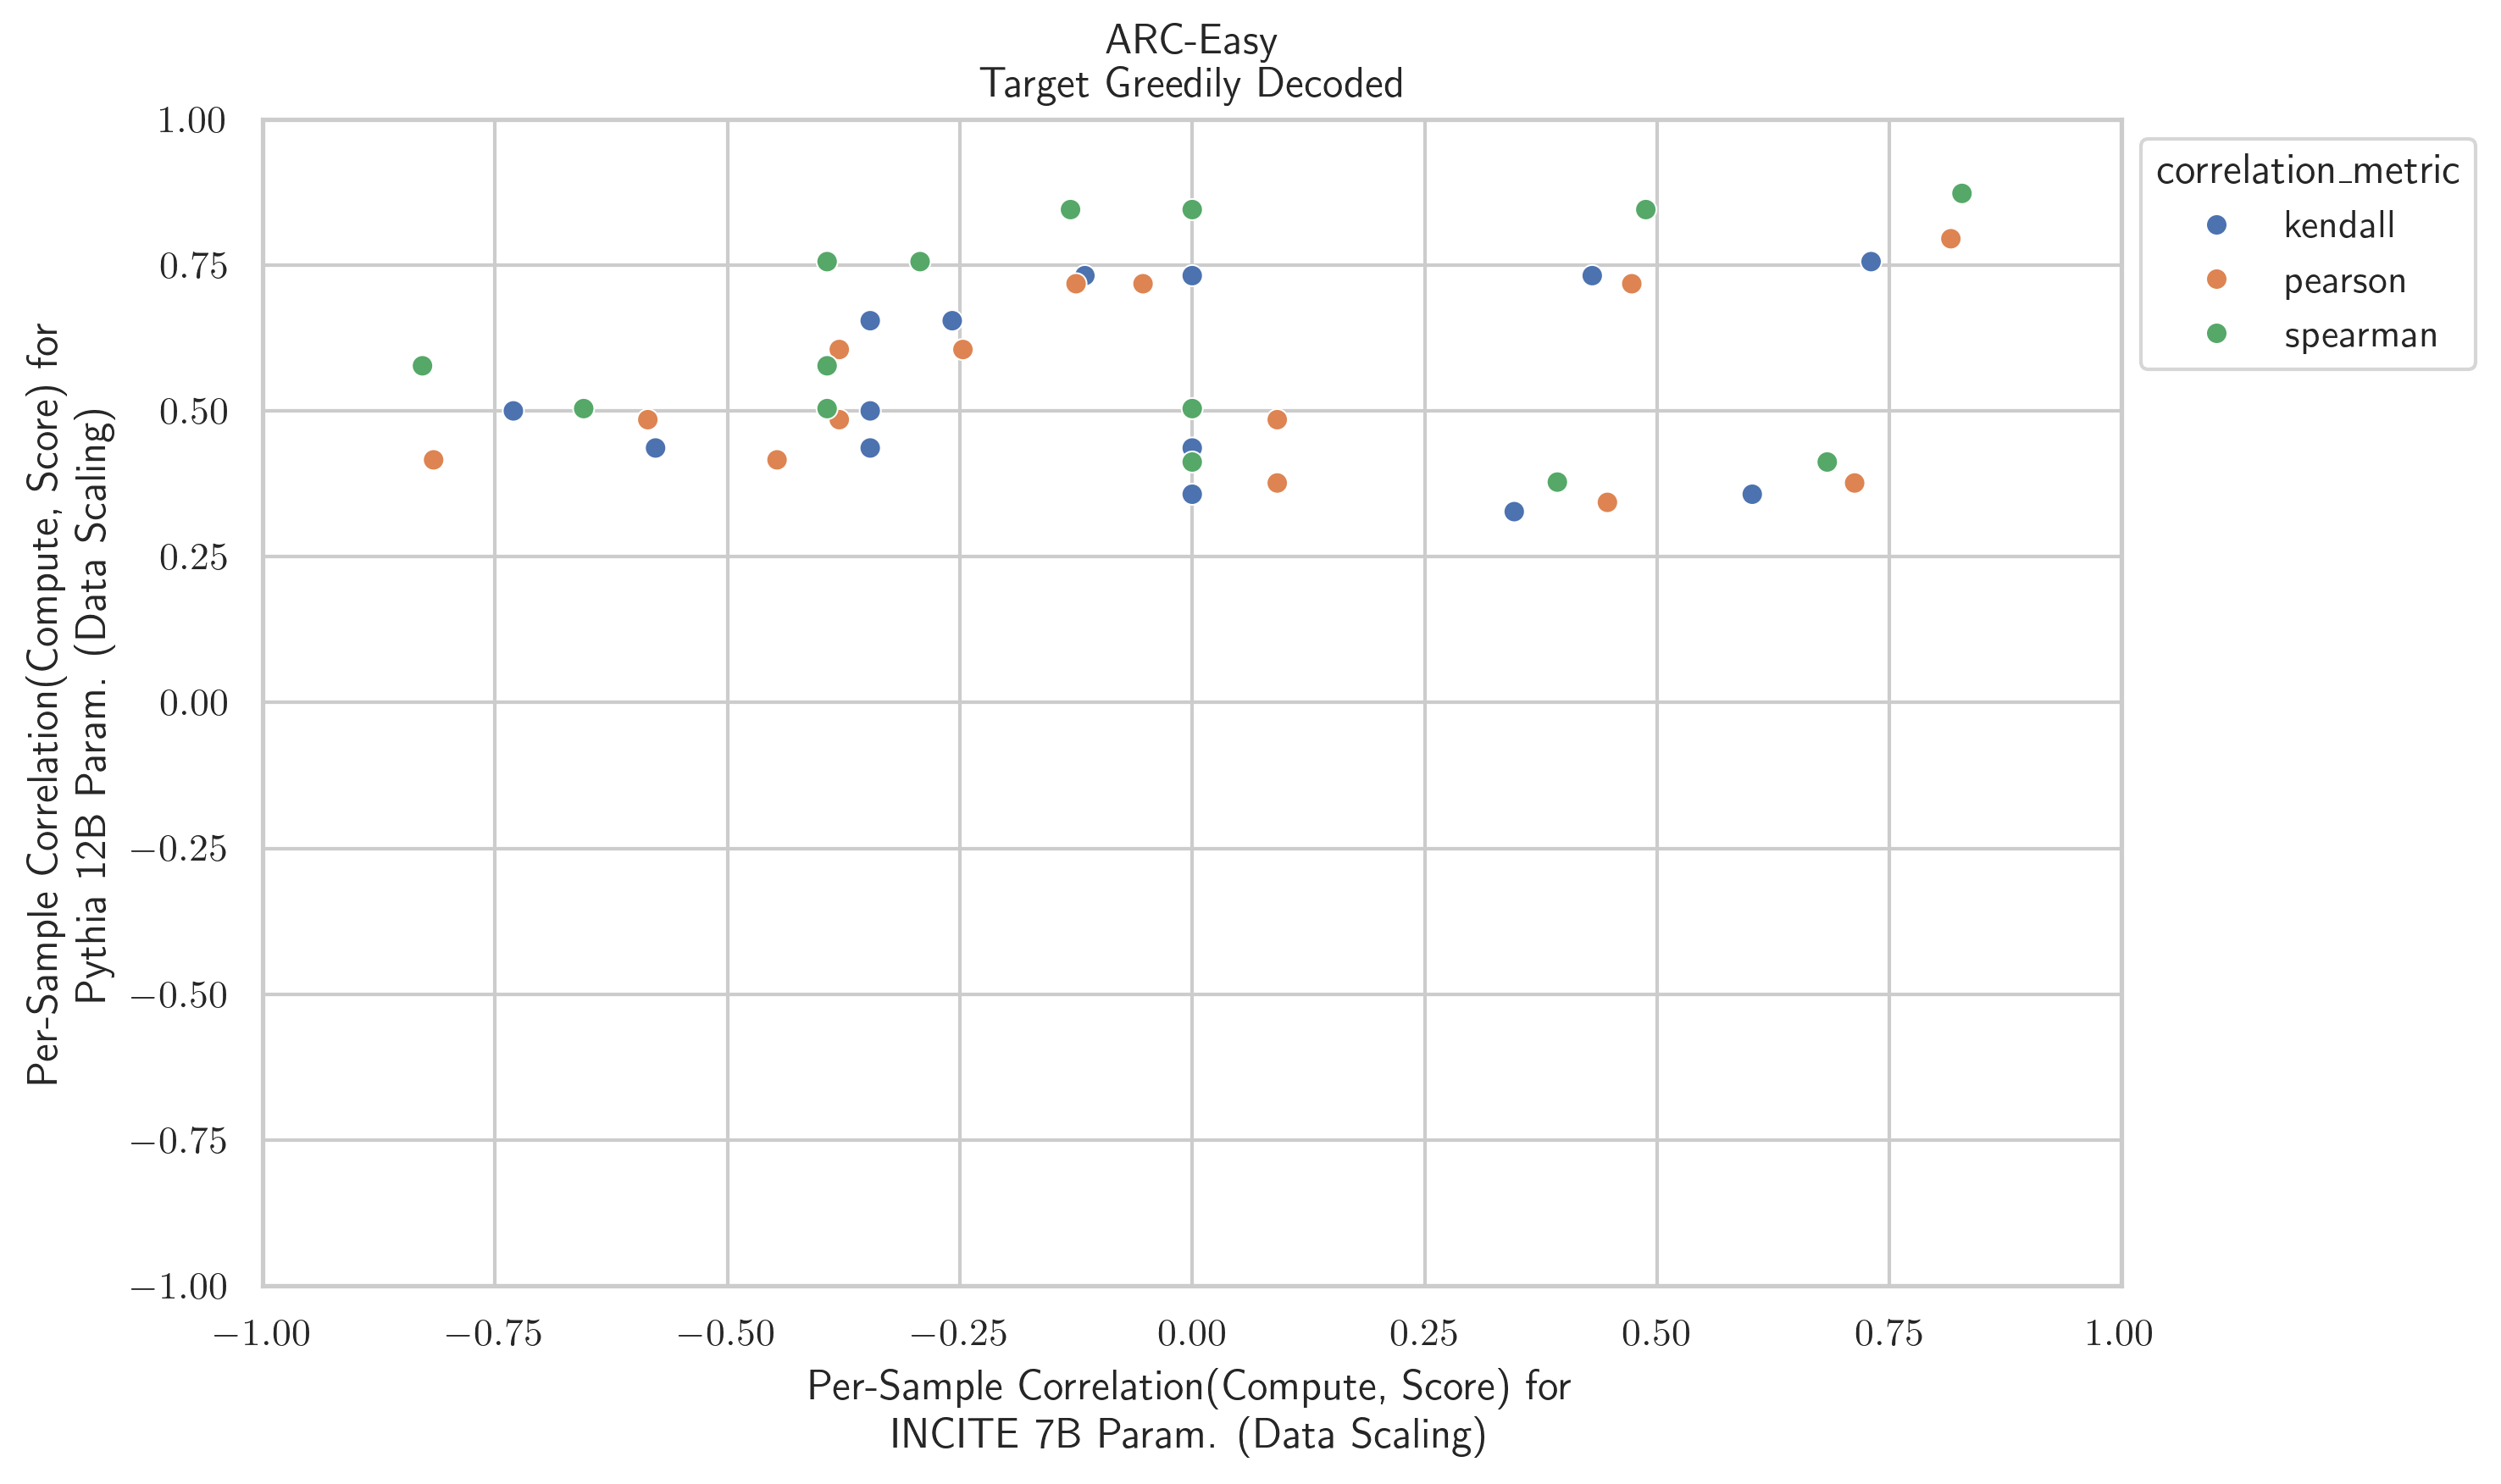 ARC-Easy
Target Greedily Decoded
1.00
0.75
0.50
0.25
0.00
−0.25
−0.50
−0.75
−1.00
Per-Sample Correlation(Compute, Score) for
Pythia 12B Param. (Data Scaling)
correlation_metric
kendall
pearson
spearman
−1.00 −0.75 −0.50 −0.25 0.00 0.25 0.50 0.75 1.00
Per-Sample Correlation(Compute, Score) for
INCITE 7B Param. (Data Scaling)